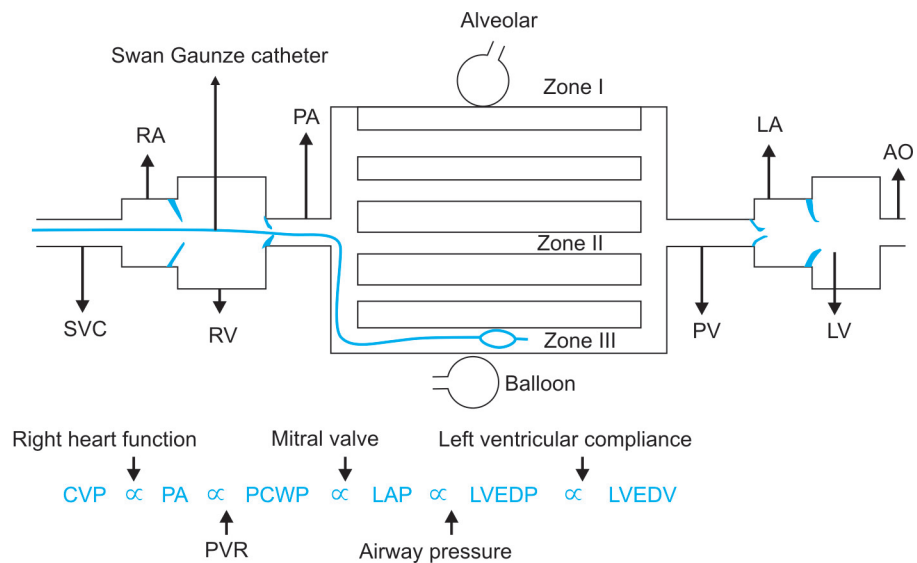 Alveolar
Swan Gaunze catheter
Zone I
PA
RA
LA
AO
Zone II
SVC
RV
Zone III
PV
LV
Balloon
Right heart function
Mitral valve
Left ventricular compliance
CVP ∝ PA ∝ PCWP ∝ LAP ∝ LVEDP ∝ LVEDV
PVR
Airway pressure